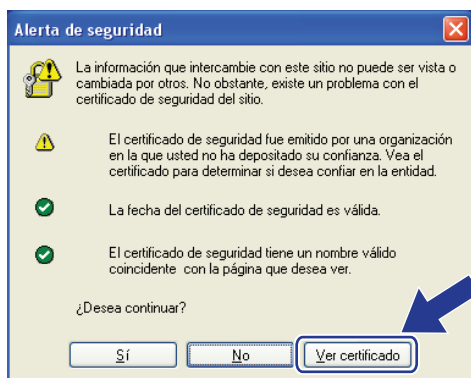 Alerta de seguridad
La información que intercambie con este sitio no puede ser vista o
cambiada por otros. No obstante, existe un problema con el
certificado de seguridad del sitio.
El certificado de seguridad fue emitido por una organización
en la que usted no ha depositado su confianza. Vea el
certificado para determinar si desea confiar en la entidad.
La fecha del certificado de seguridad es válida.
El certificado de seguridad tiene un nombre válido
coincidente con la página que desea ver.
¿Desea continuar?
Sí No Ver certificado